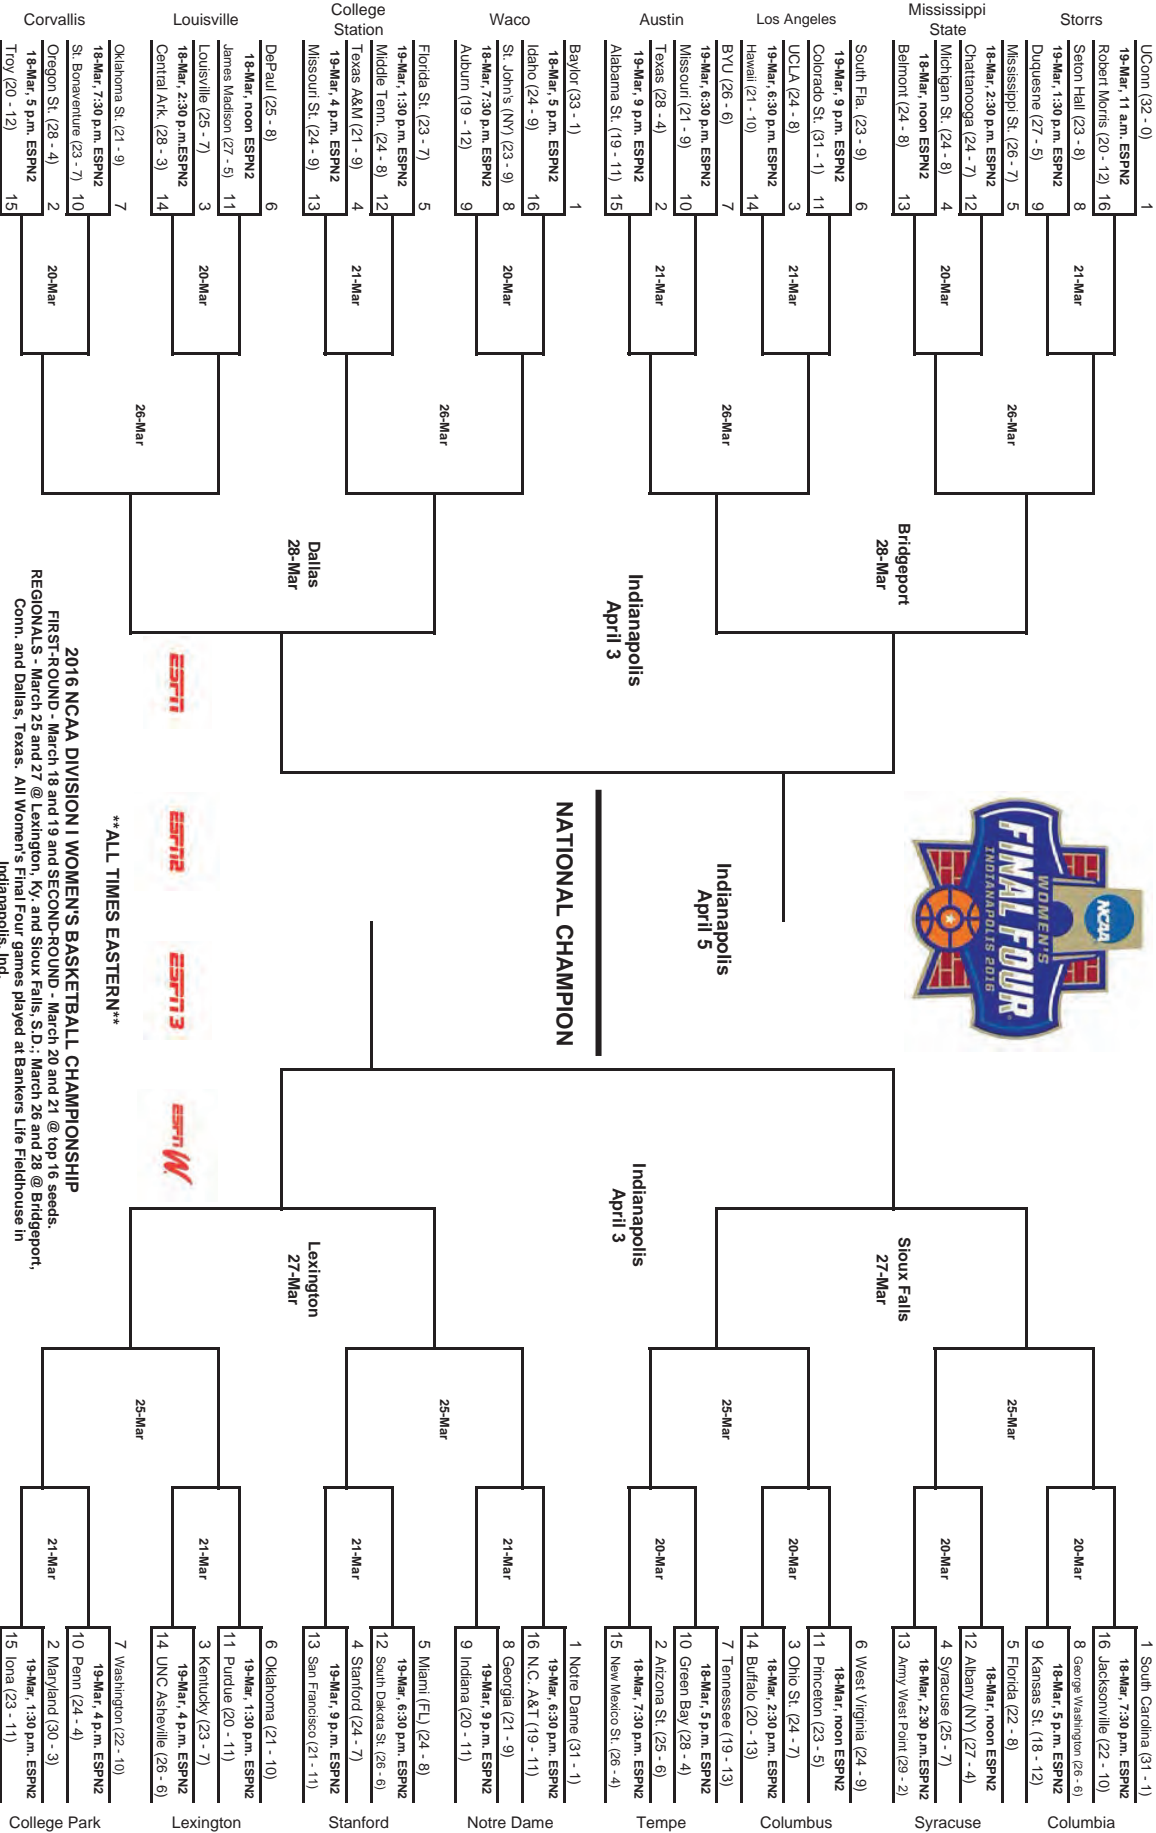 UConn (32 - 0) 1
19-Mar, 11 a.m. ESPN2
Robert Morris (20 - 12) 16
Storrs
21-Mar
Seton Hall (23 - 8) 8
19-Mar, 1:30 p.m. ESPN2
Duquesne (27 - 5) 9
26-Mar
Mississippi St. (26 - 7) 5
18-Mar, 2:30 p.m. ESPN2
Chattanooga (24 - 7) 12
Mississippi
State
20-Mar
Michigan St. (24 - 8) 4
18-Mar, noon ESPN2
Belmont (24 - 8) 13
Bridgeport
28-Mar
South Fla. (23 - 9) 6
19-Mar, 9 p.m. ESPN2
Colorado St. (31 - 1) 11
Los Angeles
21-Mar
UCLA (24 - 8) 3
19-Mar, 6:30 p.m. ESPN2
Hawaii (21 - 10) 14
26-Mar
BYU (26 - 6) 7
19-Mar, 6:30 p.m. ESPN2
Missouri (21 - 9) 10
Austin
21-Mar
Texas (28 - 4) 2
19-Mar, 9 p.m. ESPN2
Alabama St. (19 - 11) 15
Indianapolis
April 3
Baylor (33 - 1) 1
18-Mar, 5 p.m. ESPN2
Idaho (24 - 9) 16
Waco
20-Mar
St. John's (NY) (23 - 9) 8
18-Mar, 7:30 p.m. ESPN2
Auburn (19 - 12) 9
26-Mar
Florida St. (23 - 7) 5
19-Mar, 1:30 p.m. ESPN2
Middle Tenn. (24 - 8) 12
College
Station
21-Mar
Texas A&M (21 - 9) 4
19-Mar, 4 p.m. ESPN2
Missouri St. (24 - 9) 13
Dallas
28-Mar
DePaul (25 - 8) 6
18-Mar, noon ESPN2
James Madison (27 - 5) 11
Louisville
20-Mar
Louisville (25 - 7) 3
18-Mar, 2:30 p.m.ESPN2
Central Ark. (28 - 3) 14
26-Mar
Oklahoma St. (21 - 9) 7
18-Mar, 7:30 p.m. ESPN2
St. Bonaventure (23 - 7) 10
Corvallis
20-Mar
Oregon St. (28 - 4) 2
18-Mar, 5 p.m. ESPN2
Troy (20 - 12) 15
NCAA
WOMEN'S
FINAL FOUR
INDIANAPOLIS 2016
Indianapolis
April 5
NATIONAL CHAMPION
ESPN
ESPN2
ESPN3
ESPN W
**ALL TIMES EASTERN**
2016 NCAA DIVISION I WOMEN'S BASKETBALL CHAMPIONSHIP
FIRST-ROUND - March 18 and 19 and SECOND-ROUND - March 20 and 21 @ top 16 seeds.
REGIONALS - March 25 and 27 @ Lexington, Ky. and Sioux Falls, S.D.; March 26 and 28 @ Bridgeport,
Conn. and Dallas, Texas. All Women's Final Four games played at Bankers Life Fieldhouse in
Indianapolis, Ind.
1 South Carolina (31 - 1)
18-Mar, 7:30 p.m. ESPN2
16 Jacksonville (22 - 10)
Columbia
20-Mar
8 George Washington (26 - 6)
18-Mar, 5 p.m. ESPN2
9 Kansas St. (18 - 12)
25-Mar
5 Florida (22 - 8)
18-Mar, noon ESPN2
12 Albany (NY) (27 - 4)
Syracuse
20-Mar
4 Syracuse (25 - 7)
18-Mar, 2:30 p.m.ESPN2
13 Army West Point (29 - 2)
Sioux Falls
27-Mar
6 West Virginia (24 - 9)
18-Mar, noon ESPN2
11 Princeton (23 - 5)
Columbus
20-Mar
3 Ohio St. (24 - 7)
18-Mar, 2:30 p.m.ESPN2
14 Buffalo (20 - 13)
25-Mar
7 Tennessee (19 - 13)
18-Mar, 5 p.m. ESPN2
10 Green Bay (28 - 4)
Tempe
20-Mar
2 Arizona St. (25 - 6)
18-Mar, 7:30 p.m. ESPN2
15 New Mexico St. (26 - 4)
Indianapolis
April 3
1 Notre Dame (31 - 1)
19-Mar, 6:30 p.m. ESPN2
16 N.C. A&T (19 - 11)
Notre Dame
21-Mar
8 Georgia (21 - 9)
19-Mar, 9 p.m. ESPN2
9 Indiana (20 - 11)
25-Mar
5 Miami (FL) (24 - 8)
19-Mar, 6:30 p.m. ESPN2
12 South Dakota St. (26 - 6)
Stanford
21-Mar
4 Stanford (24 - 7)
19-Mar, 9 p.m. ESPN2
13 San Francisco (21 - 11)
Lexington
27-Mar
6 Oklahoma (21 - 10)
19-Mar, 1:30 p.m. ESPN2
11 Purdue (20 - 11)
Lexington
21-Mar
3 Kentucky (23 - 7)
19-Mar, 4 p.m. ESPN2
14 UNC Asheville (26 - 6)
25-Mar
7 Washington (22 - 10)
19-Mar, 4 p.m. ESPN2
10 Penn (24 - 4)
College Park
21-Mar
2 Maryland (30 - 3)
19-Mar, 1:30 p.m. ESPN2
15 Iona (23 - 11)